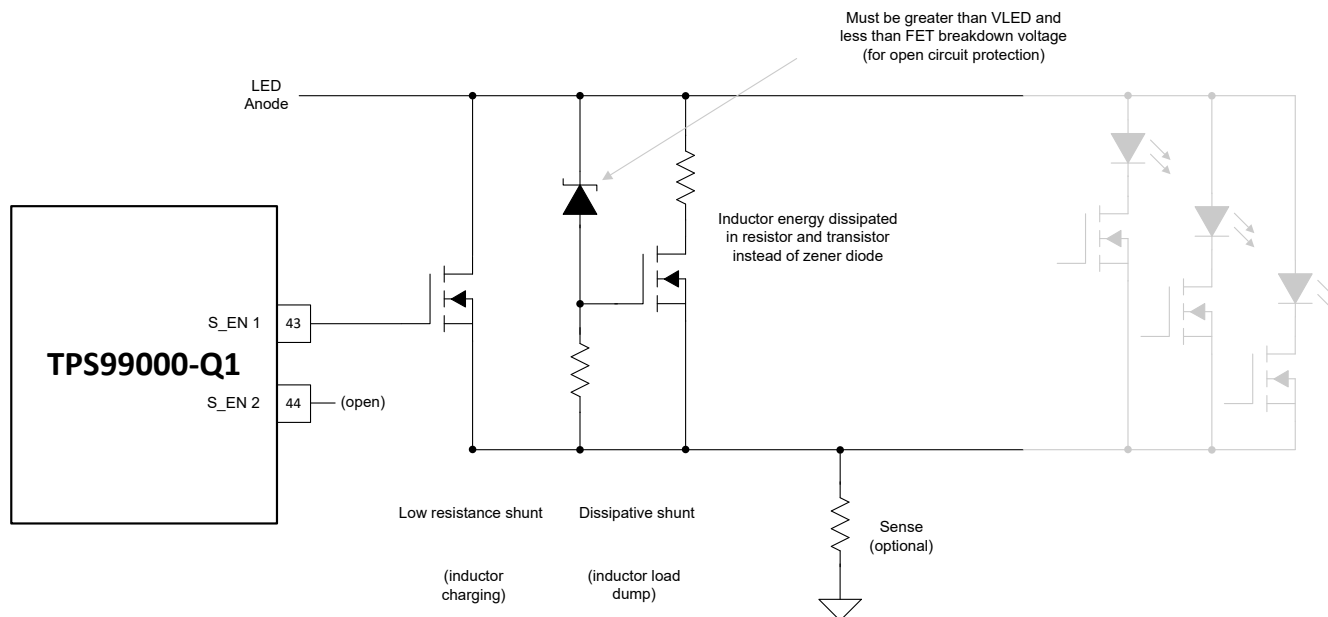 Must be greater than VLED and
less than FET breakdown voltage
(for open circuit protection)
LED
Anode
Inductor energy dissipated
in resistor and transistor
instead of zener diode
S_EN 1
43
TPS99000-Q1
S_EN 2
44
(open)
Low resistance shunt
Dissipative shunt
Sense
(optional)
(inductor
charging)
(inductor load
dump)